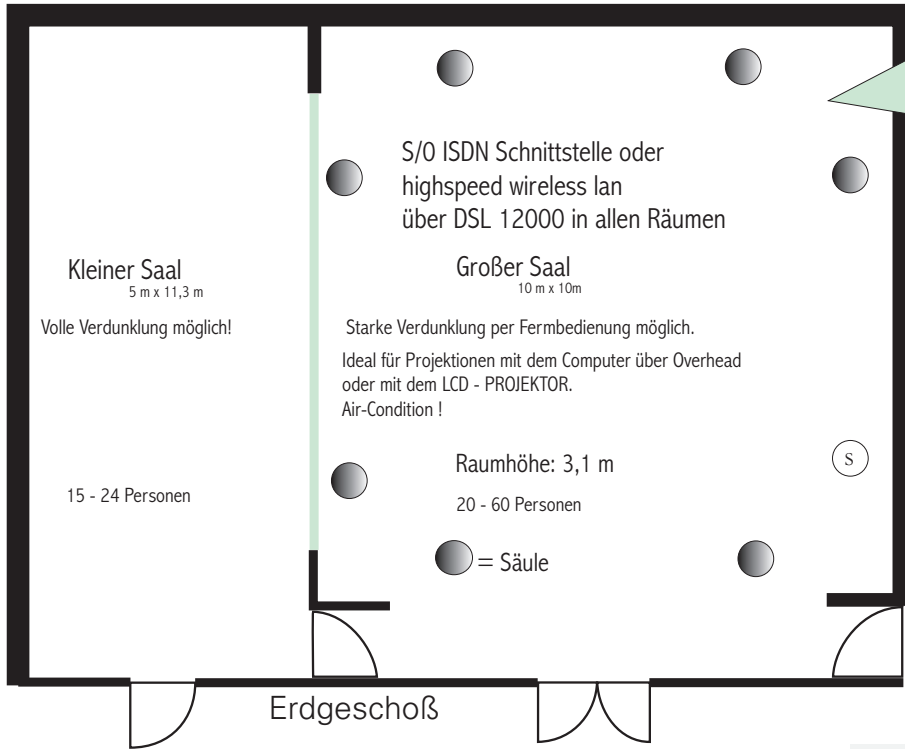 S/0 ISDN Schnittstelle oder
highspeed wireless lan
über DSL 12000 in allen Räumen
Kleiner Saal
5 m x 11,3 m
Volle Verdunklung möglich!
15 - 24 Personen
Großer Saal
10 m x 10m
Starke Verdunklung per Fermbedienung möglich.
Ideal für Projektionen mit dem Computer über Overhead
oder mit dem LCD - PROJEKTOR.
Air-Condition !
Raumhöhe: 3,1 m
20 - 60 Personen
S
= Säule
Erdgeschoß